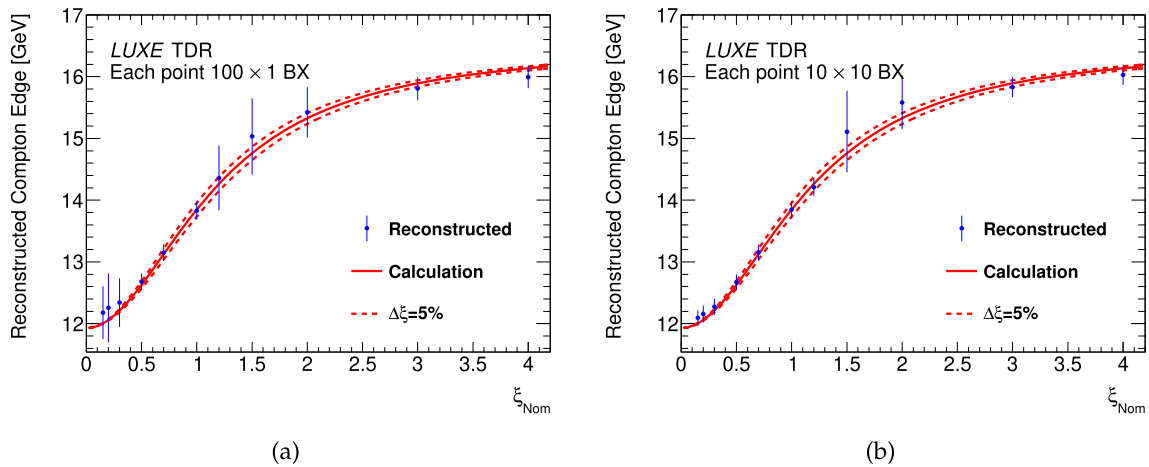 Reconstructed Compton Edge [GeV]
17
16
15
14
13
12
LUXE TDR
Each point 100 × 1 BX
Reconstructed
Calculation
Δξ=5%
0 0.5 1 1.5 2 2.5 3 3.5 4
ξNom
(a)
Reconstructed Compton Edge [GeV]
17
16
15
14
13
12
LUXE TDR
Each point 10 × 10 BX
Reconstructed
Calculation
Δξ=5%
0 0.5 1 1.5 2 2.5 3 3.5 4
ξNom
(b)